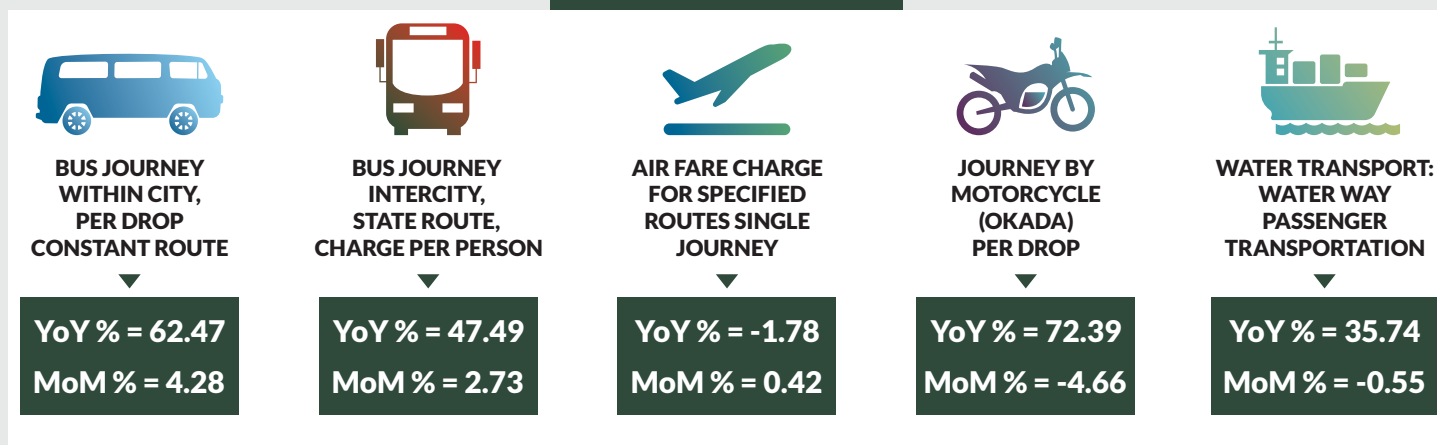 BUS JOURNEY
WITHIN CITY,
PER DROP
CONSTANT ROUTE
YoY % = 62.47
MoM % = 4.28
BUS JOURNEY
INTERCITY,
STATE ROUTE,
CHARGE PER PERSON
YoY % = 47.49
MoM % = 2.73
AIR FARE CHARGE
FOR SPECIFIED
ROUTES SINGLE
JOURNEY
YoY % = -1.78
MoM % = 0.42
JOURNEY BY
MOTORCYCLE
(OKADA)
PER DROP
YoY % = 72.39
MoM % = -4.66
WATER TRANSPORT:
WATER WAY
PASSENGER
TRANSPORTATION
YoY % = 35.74
MoM % = -0.55